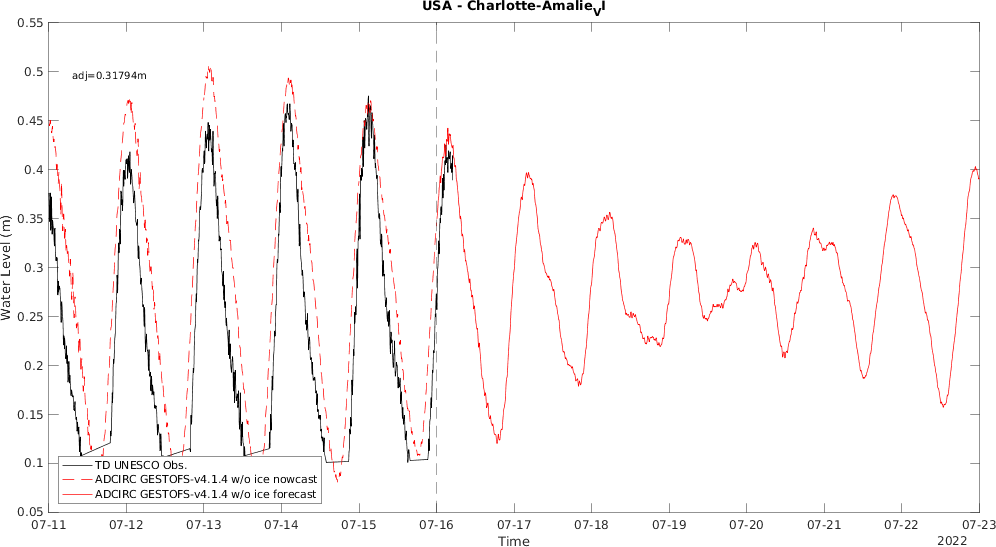 USA - Charlotte-Amalie_VI
0.55
0.5
adj=0.31794m
0.45
0.4
0.35
0.3
0.25
0.2
0.15
0.1
0.05
Water Level (m)
TD UNESCO Obs.
ADCIRC GESTOFS-v4.1.4 w/o ice nowcast
ADCIRC GESTOFS-v4.1.4 w/o ice forecast
07-11 07-12 07-13 07-14 07-15 07-16 07-17 07-18 07-19 07-20 07-21 07-22 07-23
Time
2022